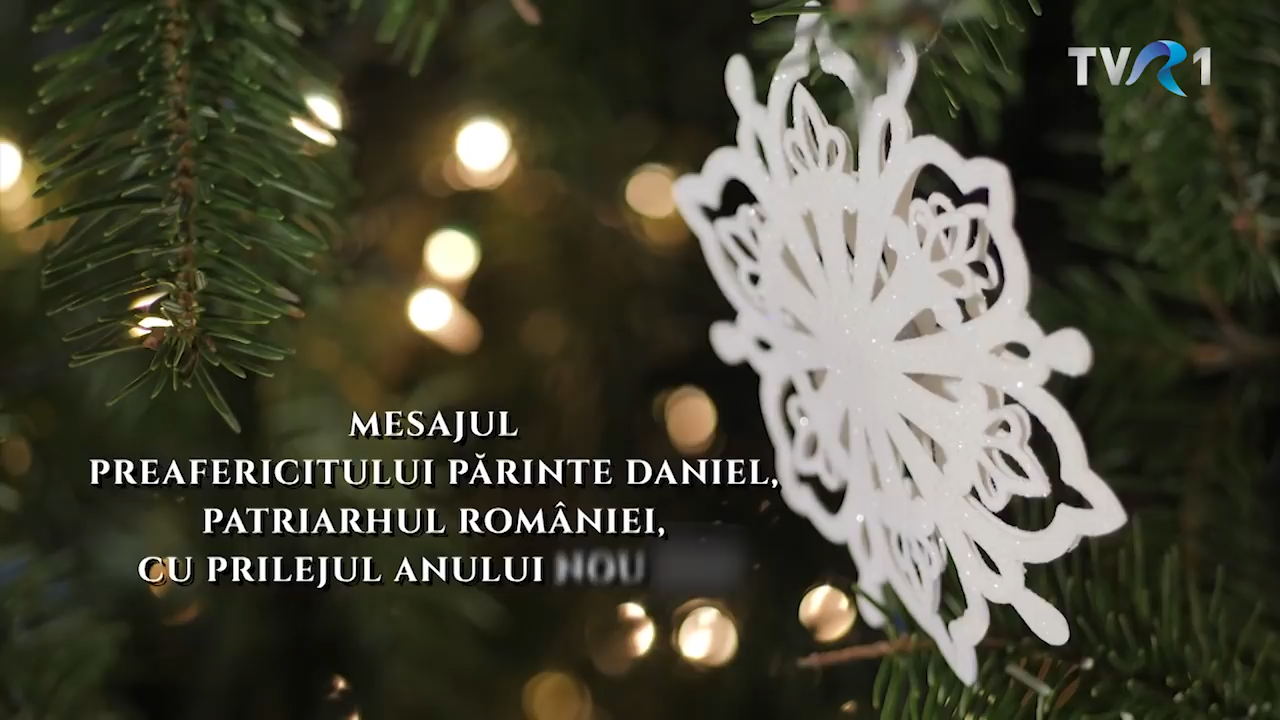 TVR1
MESAJUL
PREAFERICITULUI PĂRINTE DANIEL,
PATRIARHUL ROMÂNIEI,
CU PRILEJUL ANULUI NOU